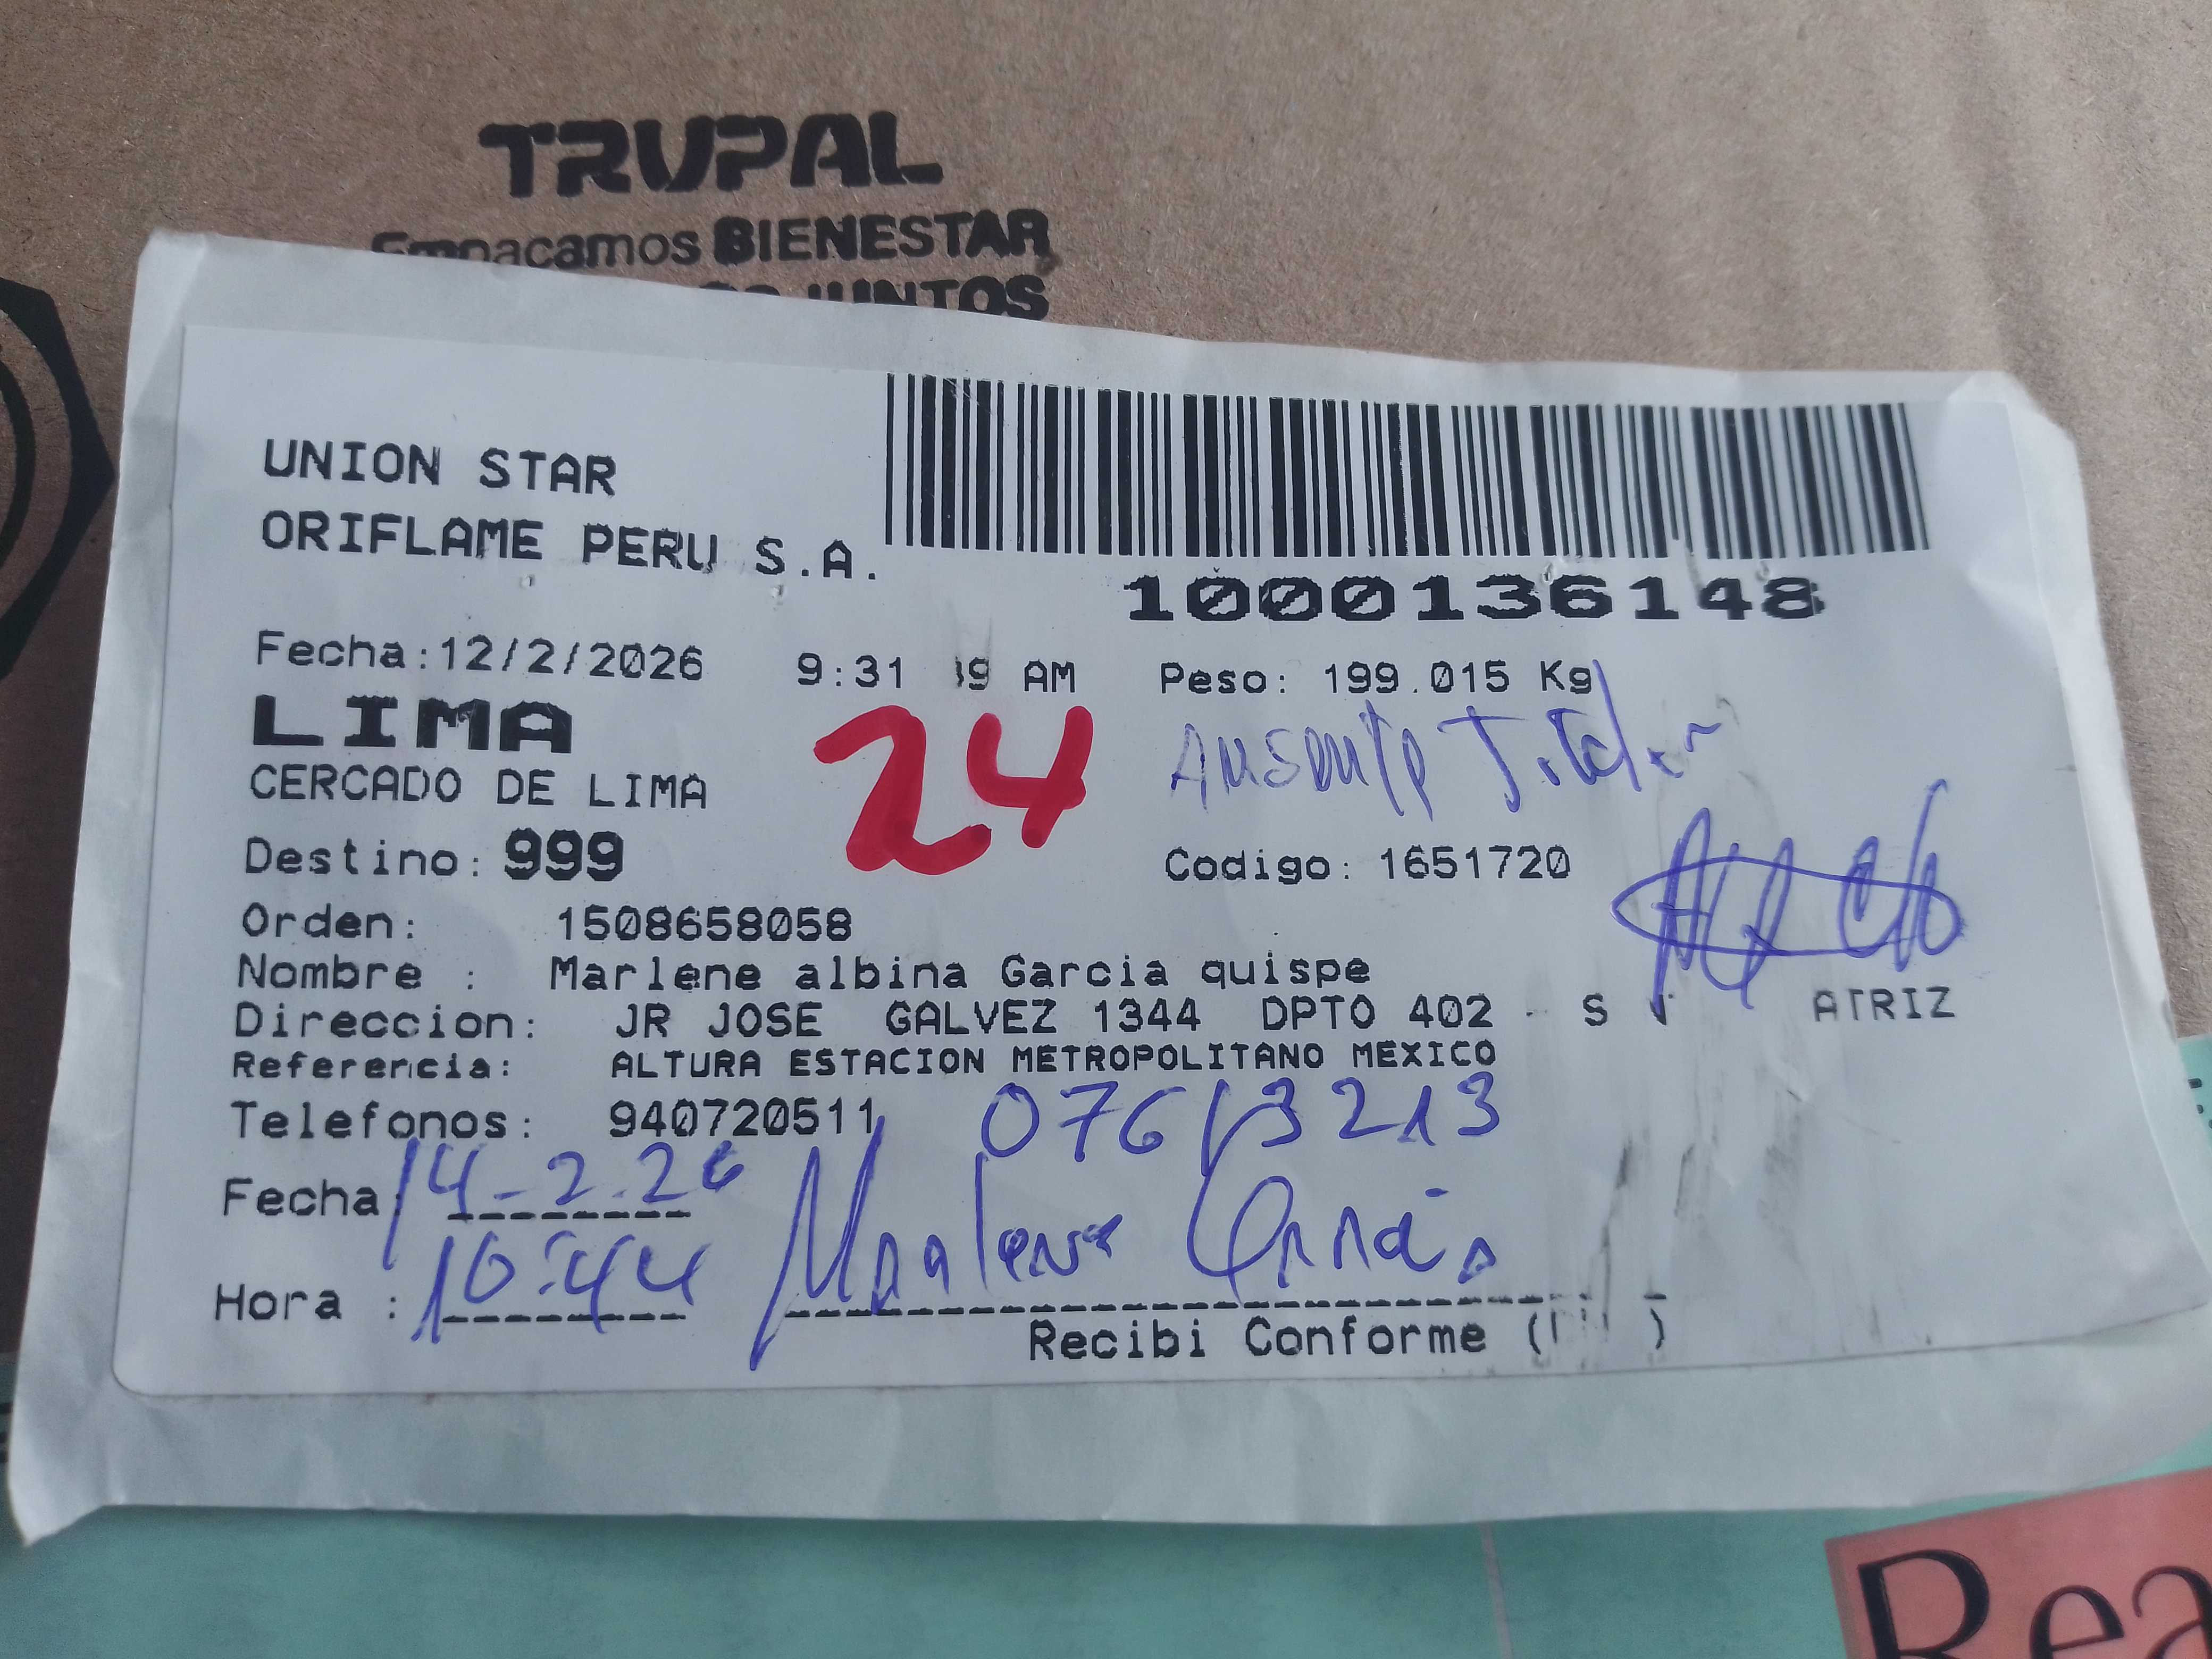 TRUPAL
Empacamos BIENESTAR
JUNTOS
UNION STAR
ORIFLAME PERU S.A.
1000136148
Fecha:12/2/2026 9:31 AM Peso: 199.015 Kg
LIMA
24
CERCADO DE LIMA
Destino: 999
Codigo: 1651720
Orden: 1508658058
Nombre : Marlene albina Garcia quispe
Direccion: JR JOSE GALVEZ 1344 DPTO 402 - S ATRIZ
Referencia: ALTURA ESTACION METROPOLITANO MEXICO
Telefonos: 940720511
Fecha: 14-2-26
Hora : 10:44
Recibi Conforme ( )
Rea